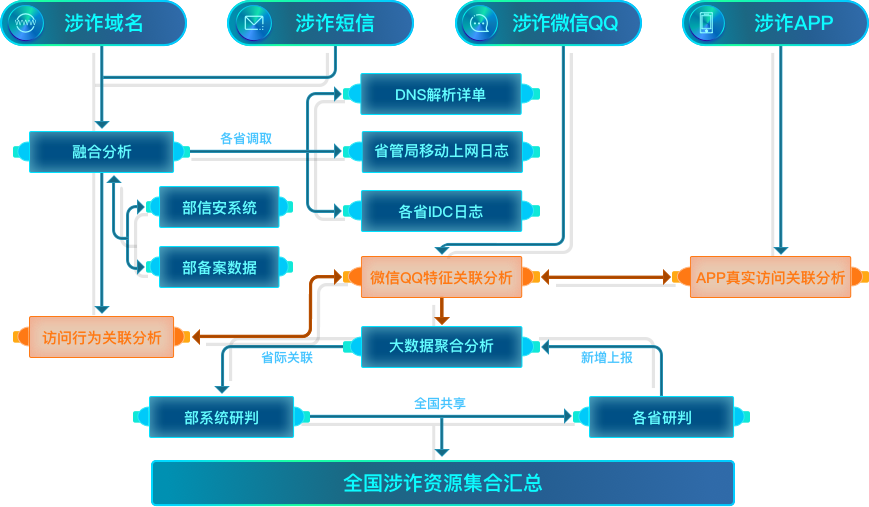 涉诈域名
涉诈短信
涉诈微信QQ
涉诈APP
DNS解析详单
各省调取
融合分析
省管局移动上网日志
部信安系统
各省IDC日志
部备案数据
微信QQ特征关联分析
APP真实访问关联分析
访问行为关联分析
大数据聚合分析
省际关联
新增上报
全国共享
部系统研判
各省研判
全国涉诈资源集合汇总